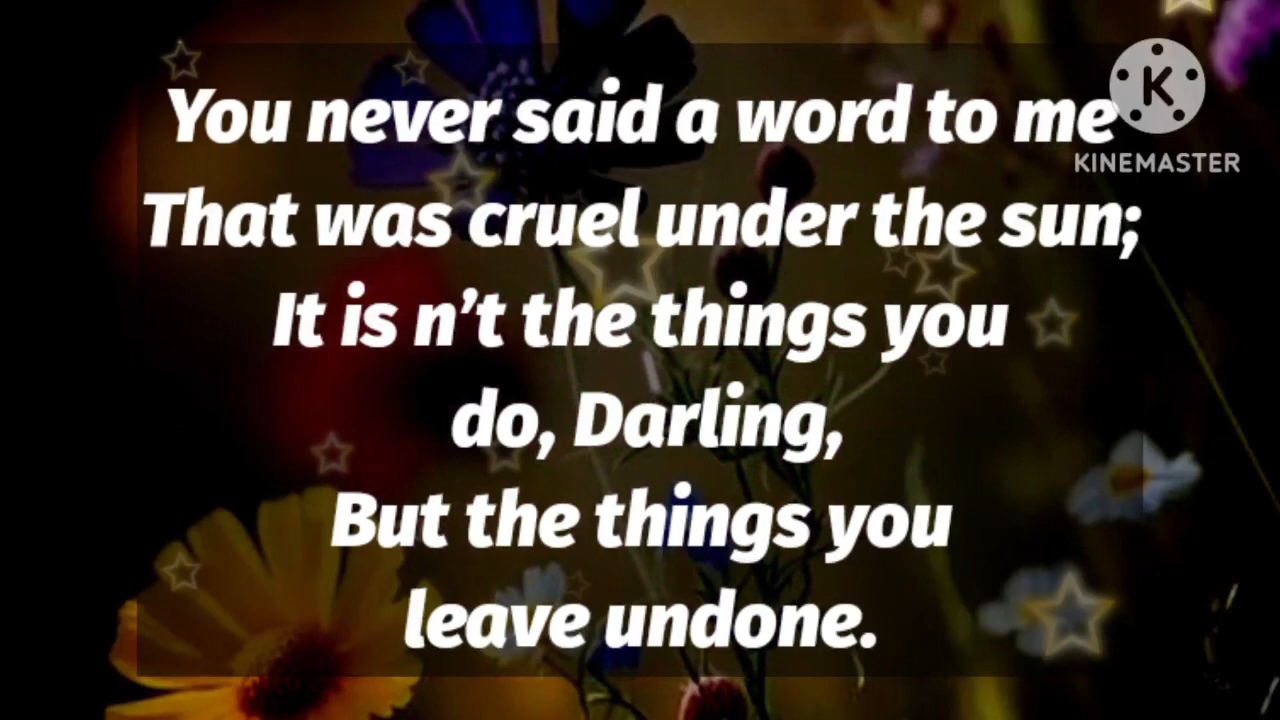 You never said a word to me
That was cruel under the sun;
It is n’t the things you
do, Darling,
But the things you
leave undone.
K
KINEMASTER